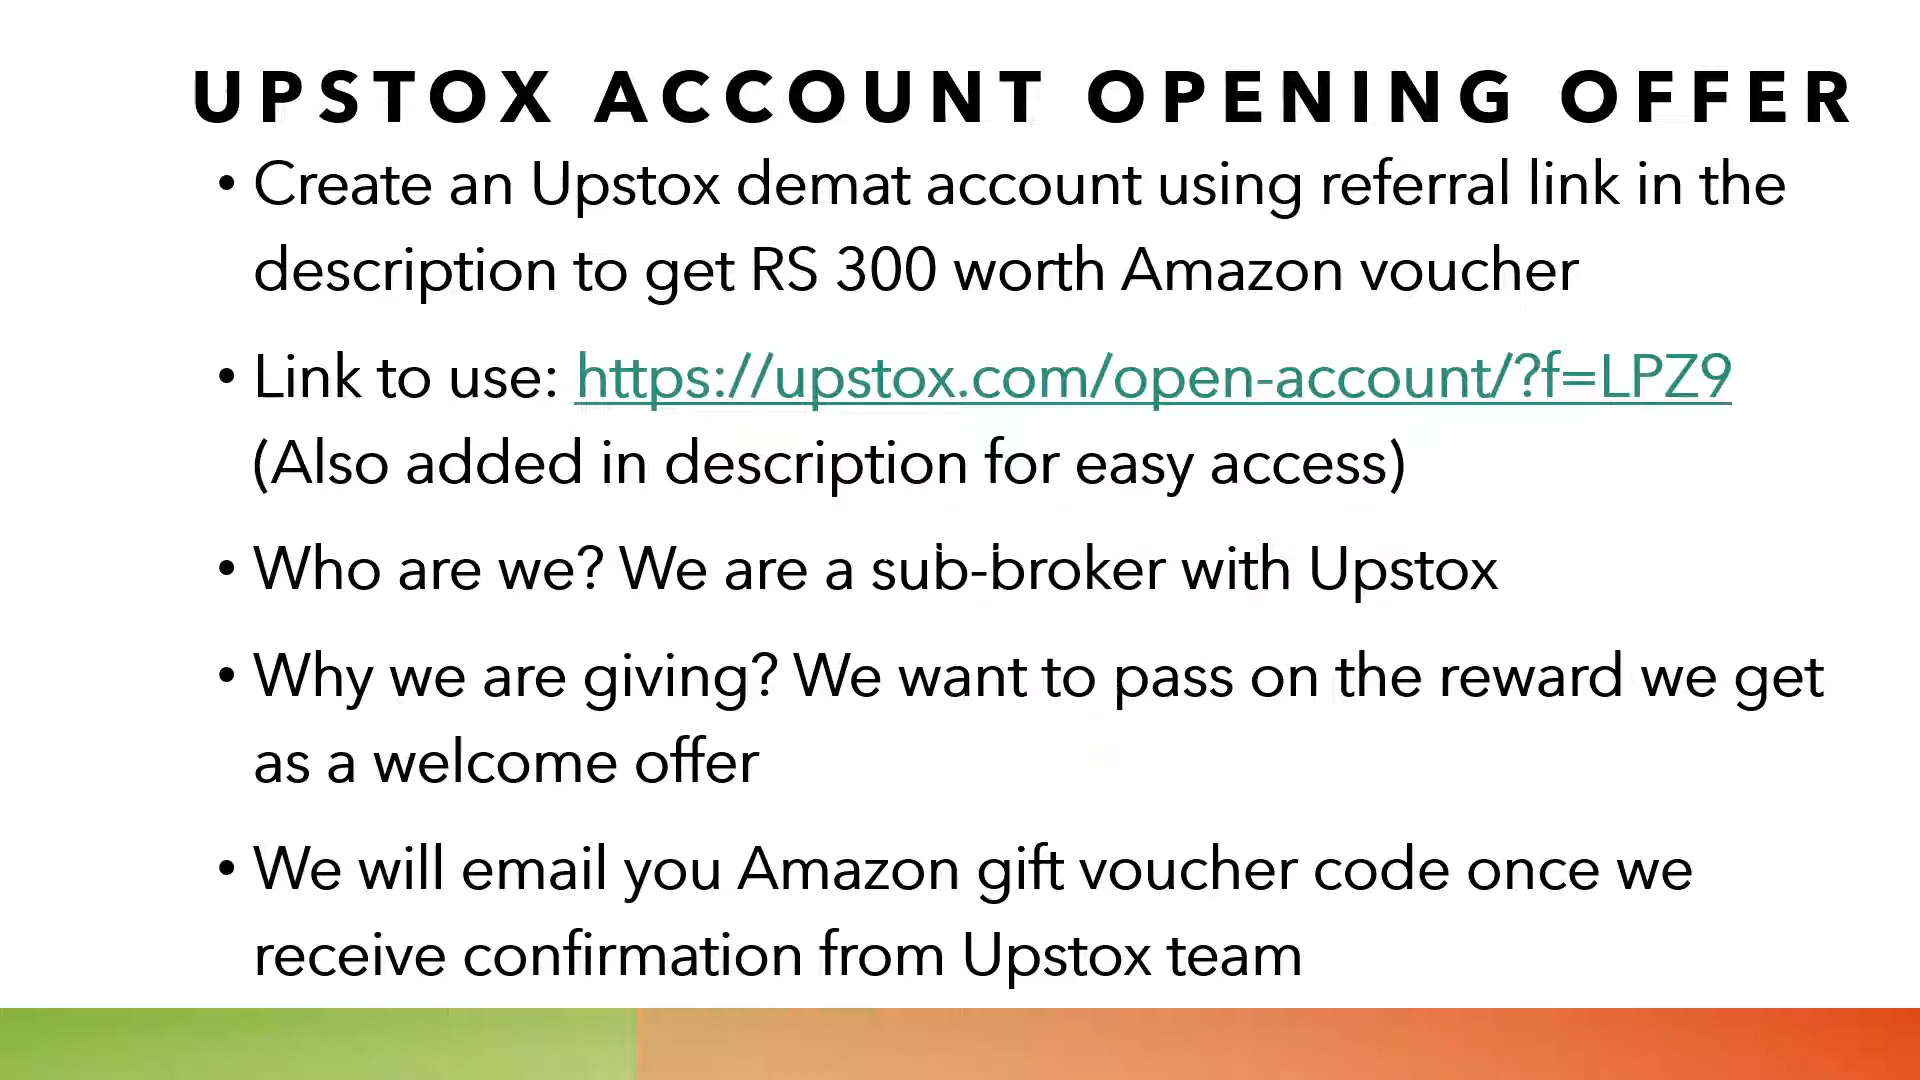 UPSTOX ACCOUNT OPENING OFFER
• Create an Upstox demat account using referral link in the
description to get RS 300 worth Amazon voucher
• Link to use: https://upstox.com/open-account/?f=LPZ9
(Also added in description for easy access)
• Who are we? We are a sub-broker with Upstox
• Why we are giving? We want to pass on the reward we get
as a welcome offer
• We will email you Amazon gift voucher code once we
receive confirmation from Upstox team